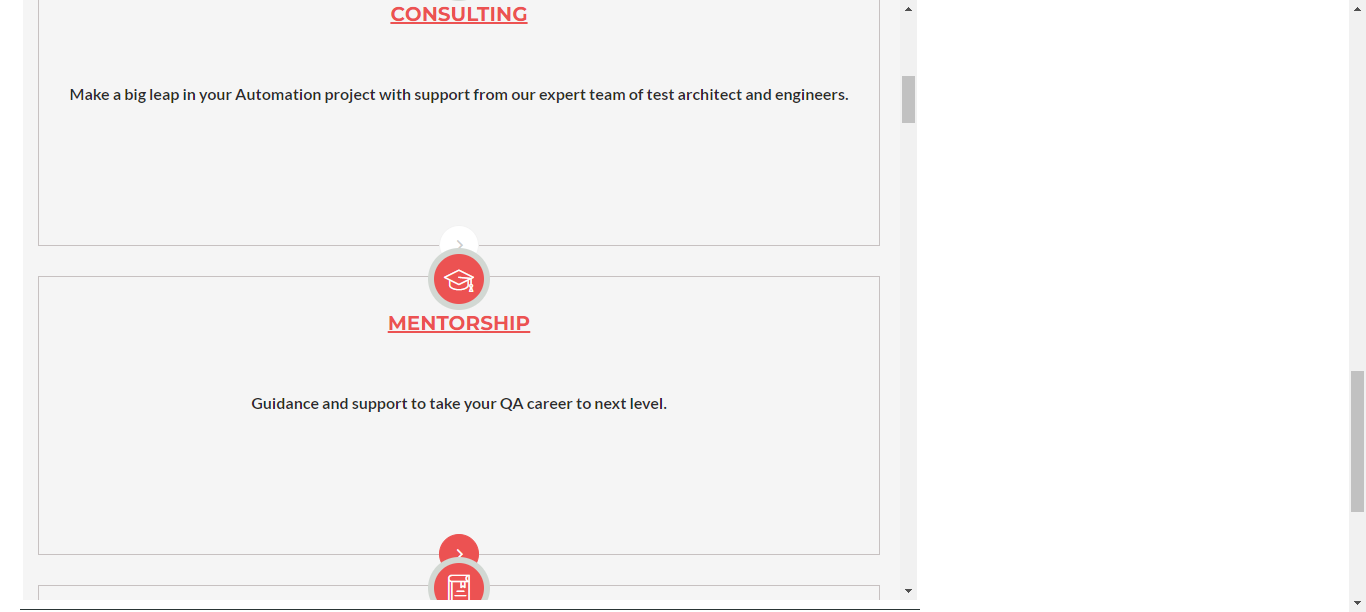 CONSULTING
Make a big leap in your Automation project with support from our expert team of test architect and engineers.
MENTORSHIP
Guidance and support to take your QA career to next level.